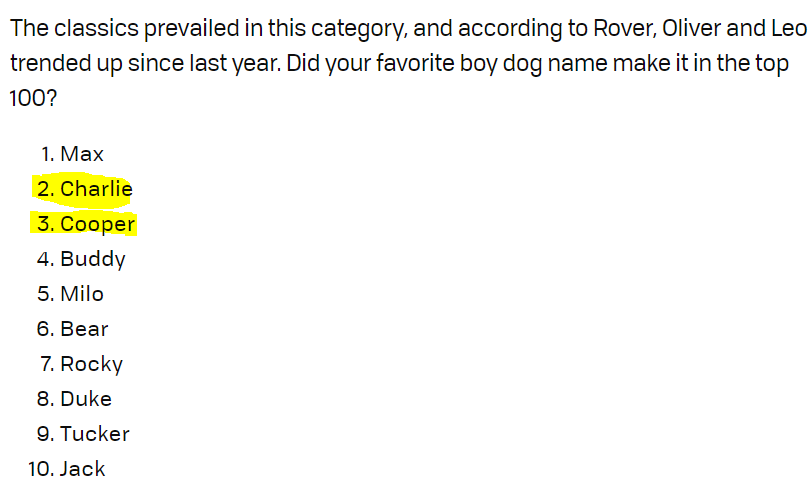 The classics prevailed in this category, and according to Rover, Oliver and Leo
trended up since last year. Did your favorite boy dog name make it in the top
100?
1. Max
2. Charlie
3. Cooper
4. Buddy
5. Milo
6. Bear
7. Rocky
8. Duke
9. Tucker
10. Jack